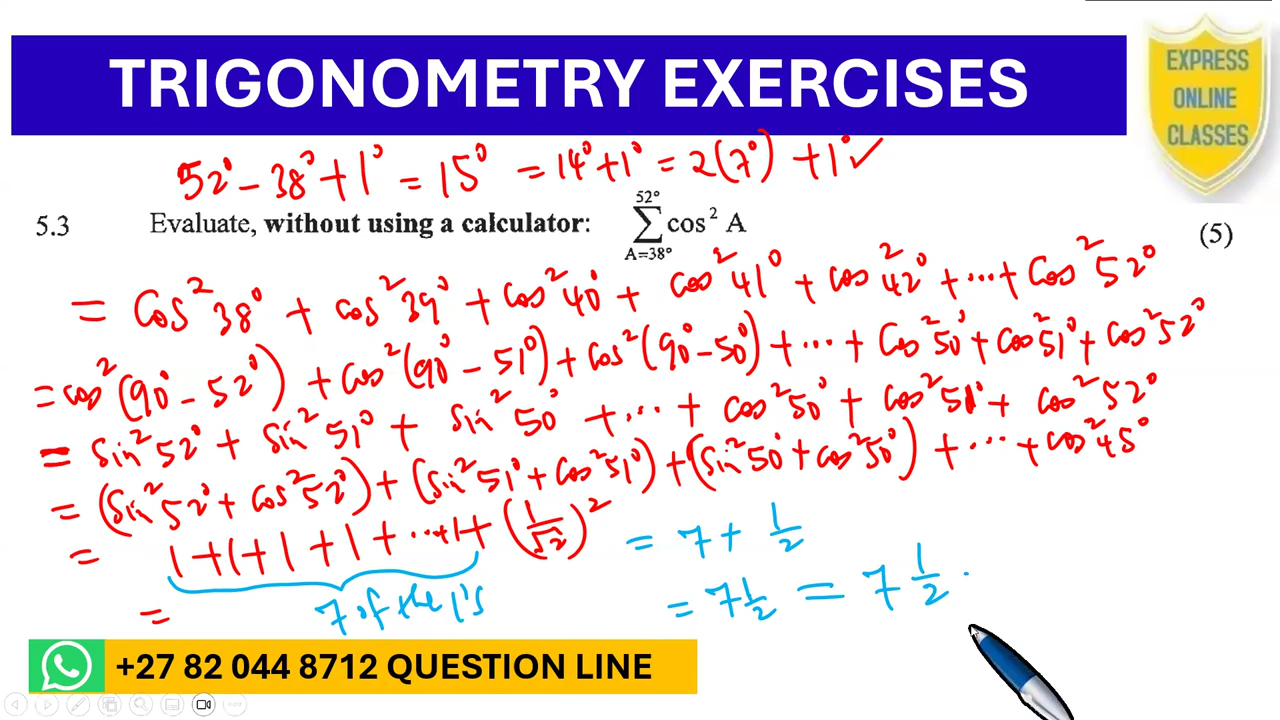 TRIGONOMETRY EXERCISES
EXPRESS
ONLINE
CLASSES
52° - 38° + 1° = 15° = 14° + 1° = 2(7°) + 1° ✓
5.3 Evaluate, without using a calculator: \sum_{A=38°}^{52°} cos² A (5)
= cos² 38° + cos² 39° + cos² 40° + cos² 41° + cos² 42° + ... + cos² 52°
= cos² (90° - 52°) + cos² (90° - 51°) + cos² (90° - 50°) + ... + cos² 50° + cos² 51° + cos² 52°
= sin² 52° + sin² 51° + sin² 50° + ... + cos² 50° + cos² 51° + cos² 52°
= (sin² 52° + cos² 52°) + (sin² 51° + cos² 51°) + (sin² 50° + cos² 50°) + ... + cos² 45°
= 1 + 1 + 1 + 1 + ... + 1 + (1/√2)² = 7 + 1/2
= 7 of the 1's = 7 1/2 = 7 1/2.
+27 82 044 8712 QUESTION LINE